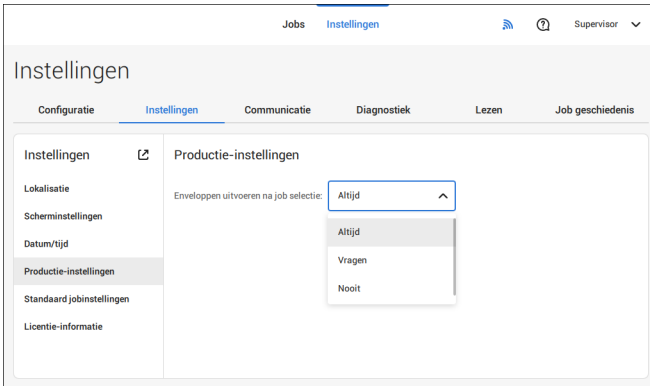 Jobs Instellingen Supervisor
Instellingen
Configuratie Instellingen Communicatie Diagnostiek Lezen Job geschiedenis
Instellingen Productie-instellingen
Lokalisatie Enveloppen uitvoeren na job selectie: Altijd
Scherminstellingen
Altijd
Datum/tijd
Vragen
Productie-instellingen
Nooit
Standaard jobinstellingen
Licentie-informatie